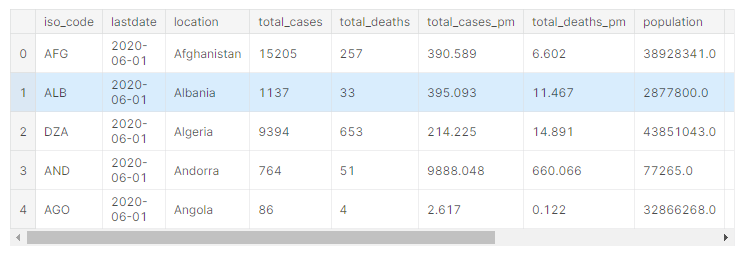 iso_code lastdate location total_cases total_deaths total_cases_pm total_deaths_pm population
0 AFG 2020-06-01 Afghanistan 15205 257 390.589 6.602 38928341.0
1 ALB 2020-06-01 Albania 1137 33 395.093 11.467 2877800.0
2 DZA 2020-06-01 Algeria 9394 653 214.225 14.891 43851043.0
3 AND 2020-06-01 Andorra 764 51 9888.048 660.066 77265.0
4 AGO 2020-06-01 Angola 86 4 2.617 0.122 32866268.0